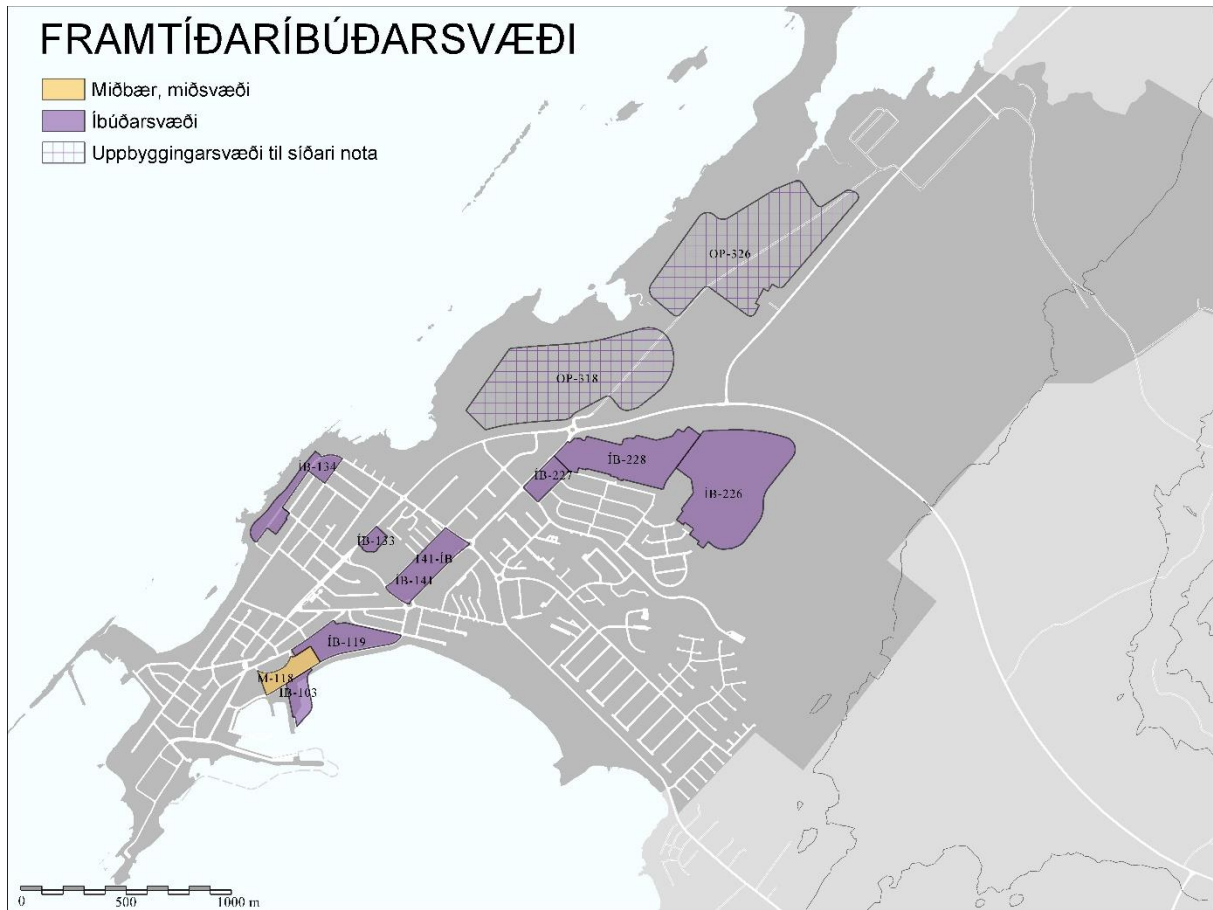 FRAMTÍÐARÍBÚÐARSVÆÐI
Miðbær, miðsvæði
Íbúðarsvæði
Uppbyggingarsvæði til síðari nota
OP-326
OP-318
ÍB-134
ÍB-228
ÍB-227
ÍB-226
ÍB-133
141-ÍB
ÍB-141
ÍB-119
M-118
ÍB-103
0 500 1000 m